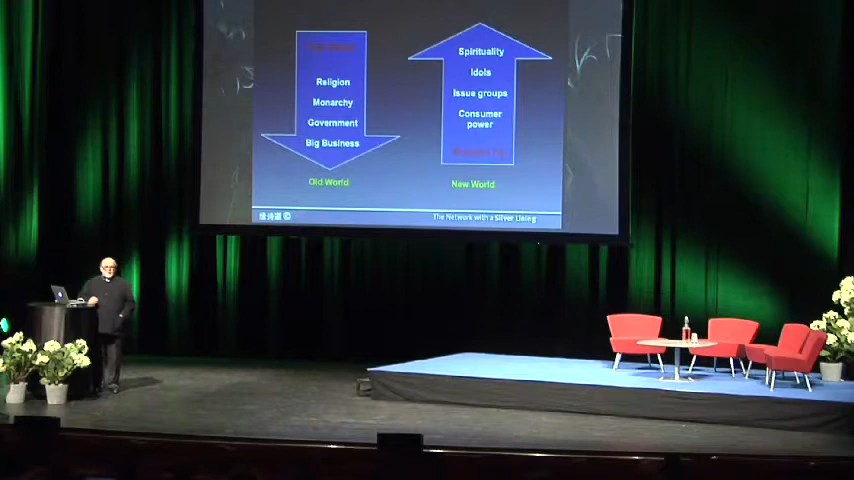 Religion
Monarchy
Government
Big Business
Old World
Spirituality
Idols
Issue groups
Consumer
power
New World
The Network with a Silver Lining